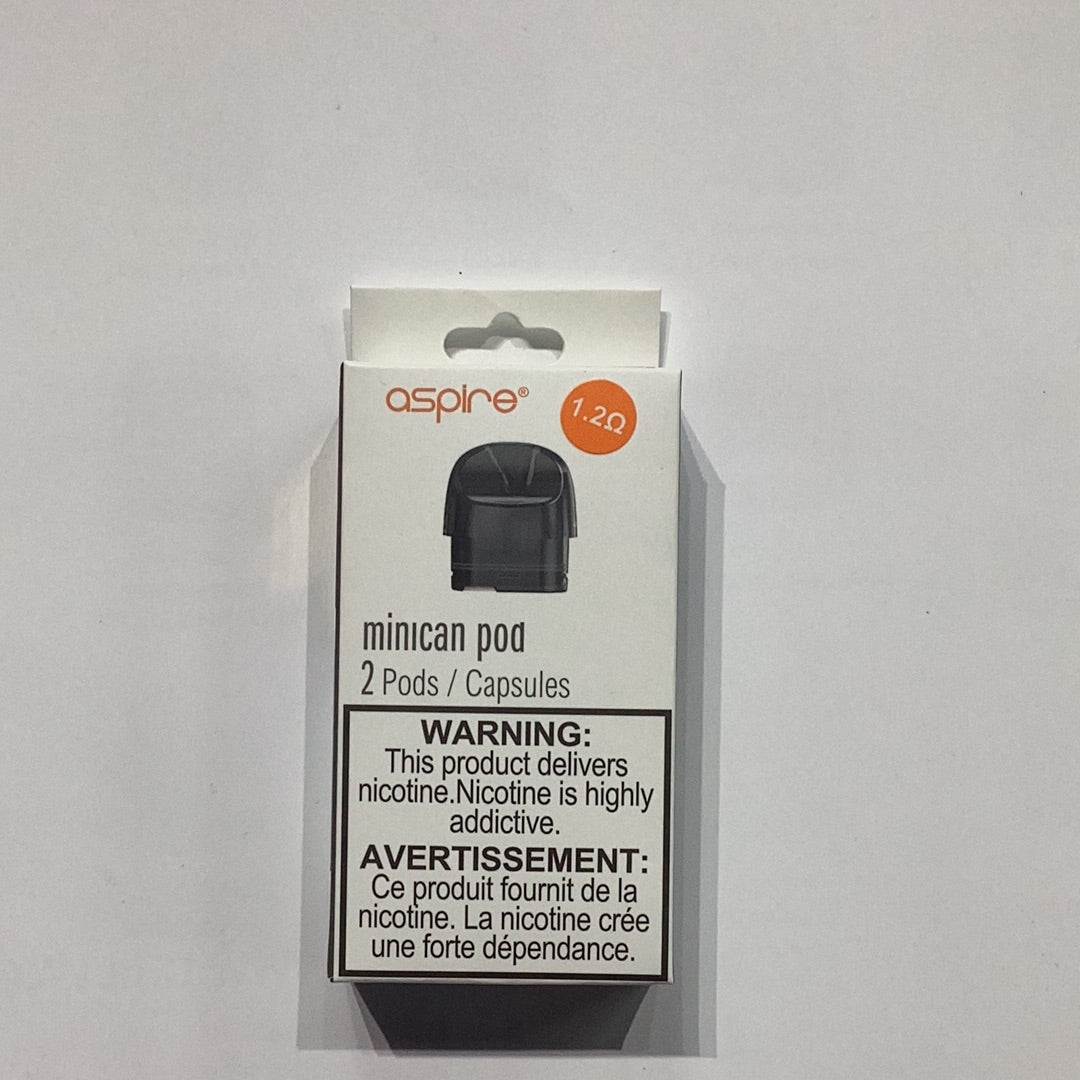 aspire®
1.2Ω
minican pod
2 Pods / Capsules
WARNING:
This product delivers
nicotine.Nicotine is highly
addictive.
AVERTISSEMENT:
Ce produit fournit de la
nicotine. La nicotine crée
une forte dépendance.